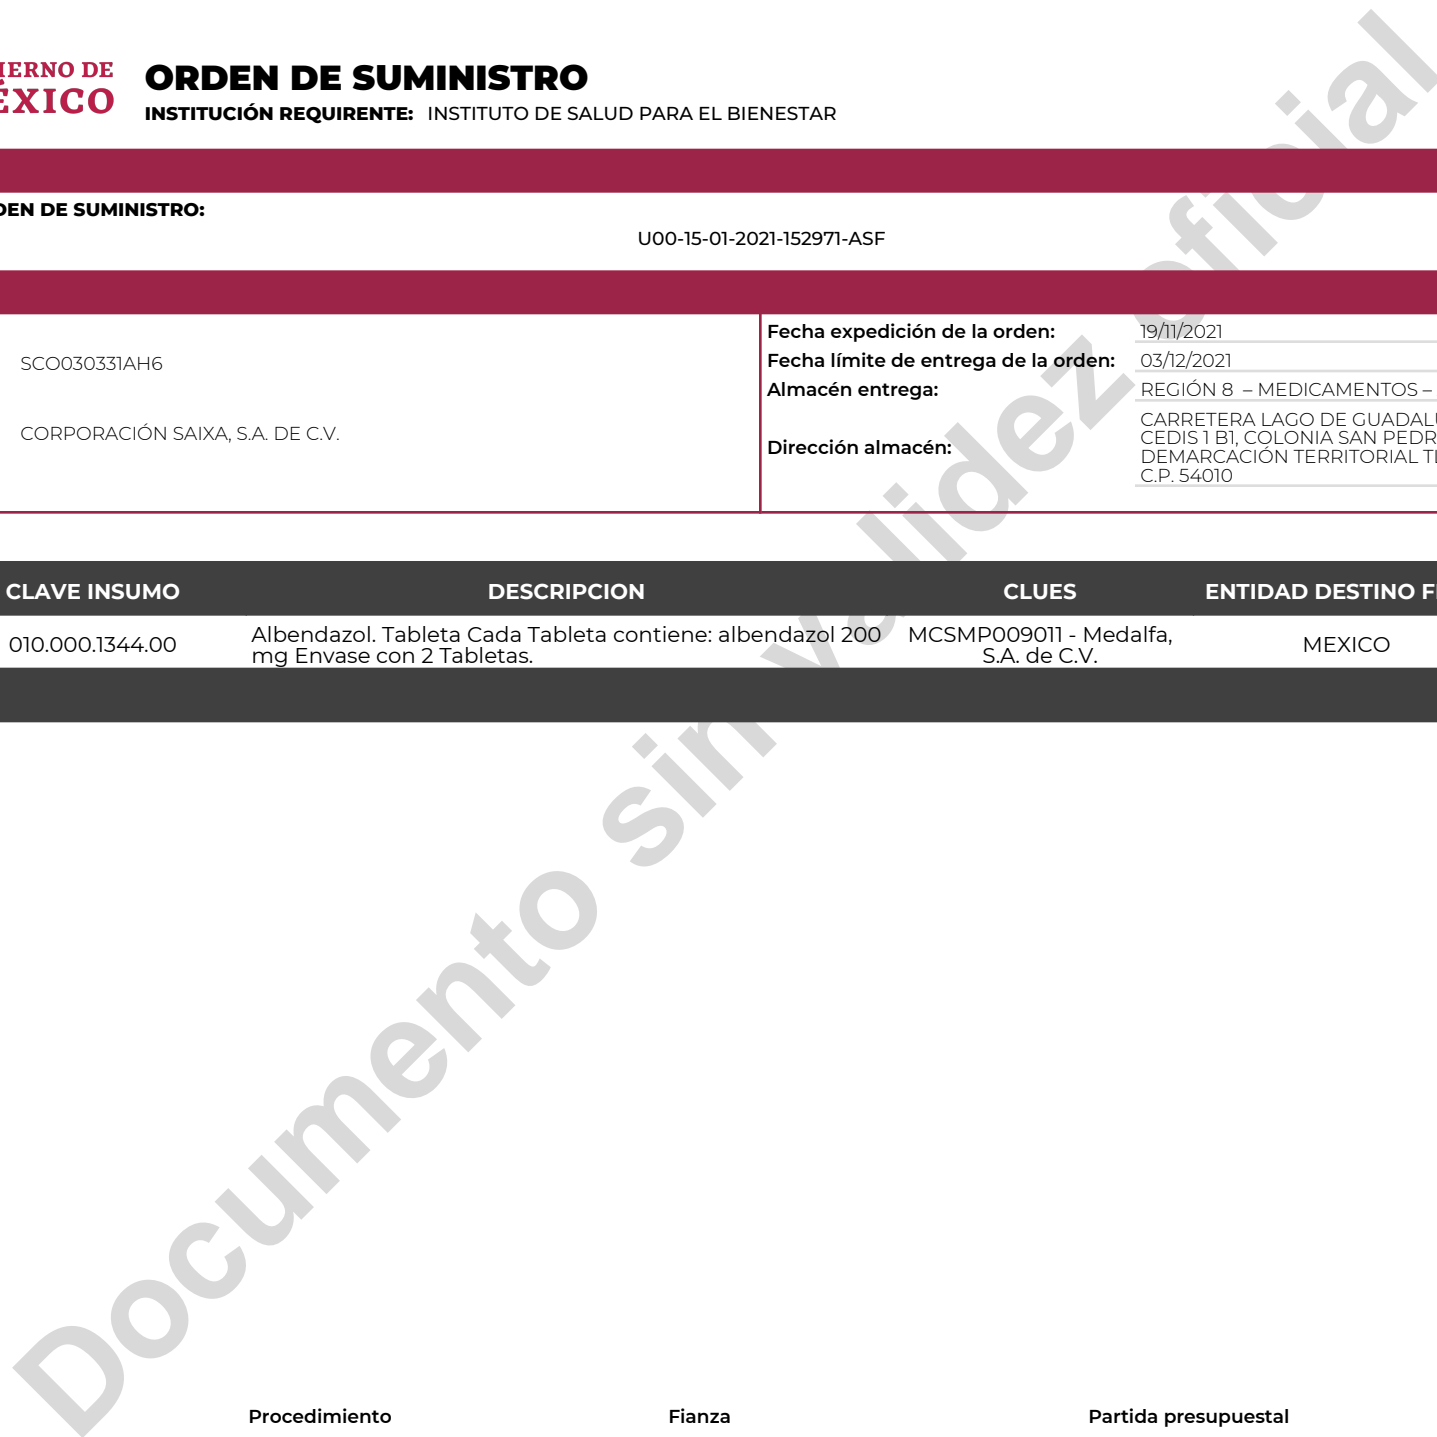 IERNO DE
ÉXICO
ORDEN DE SUMINISTRO
INSTITUCIÓN REQUIRENTE: INSTITUTO DE SALUD PARA EL BIENESTAR
DEN DE SUMINISTRO:
U00-15-01-2021-152971-ASF
SCO030331AH6
CORPORACIÓN SAIXA, S.A. DE C.V.
Fecha expedición de la orden: 19/11/2021
Fecha límite de entrega de la orden: 03/12/2021
Almacén entrega: REGIÓN 8 – MEDICAMENTOS –
Dirección almacén:
CARRETERA LAGO DE GUADALU
CEDIS 1 B1, COLONIA SAN PEDR
DEMARCACIÓN TERRITORIAL TL
C.P. 54010
CLAVE INSUMO DESCRIPCION CLUES ENTIDAD DESTINO F
010.000.1344.00
Albendazol. Tableta Cada Tableta contiene: albendazol 200
mg Envase con 2 Tabletas.
MCSMP009011 - Medalfa,
S.A. de C.V.
MEXICO
Documento sin validez oficial
Procedimiento Fianza Partida presupuestal